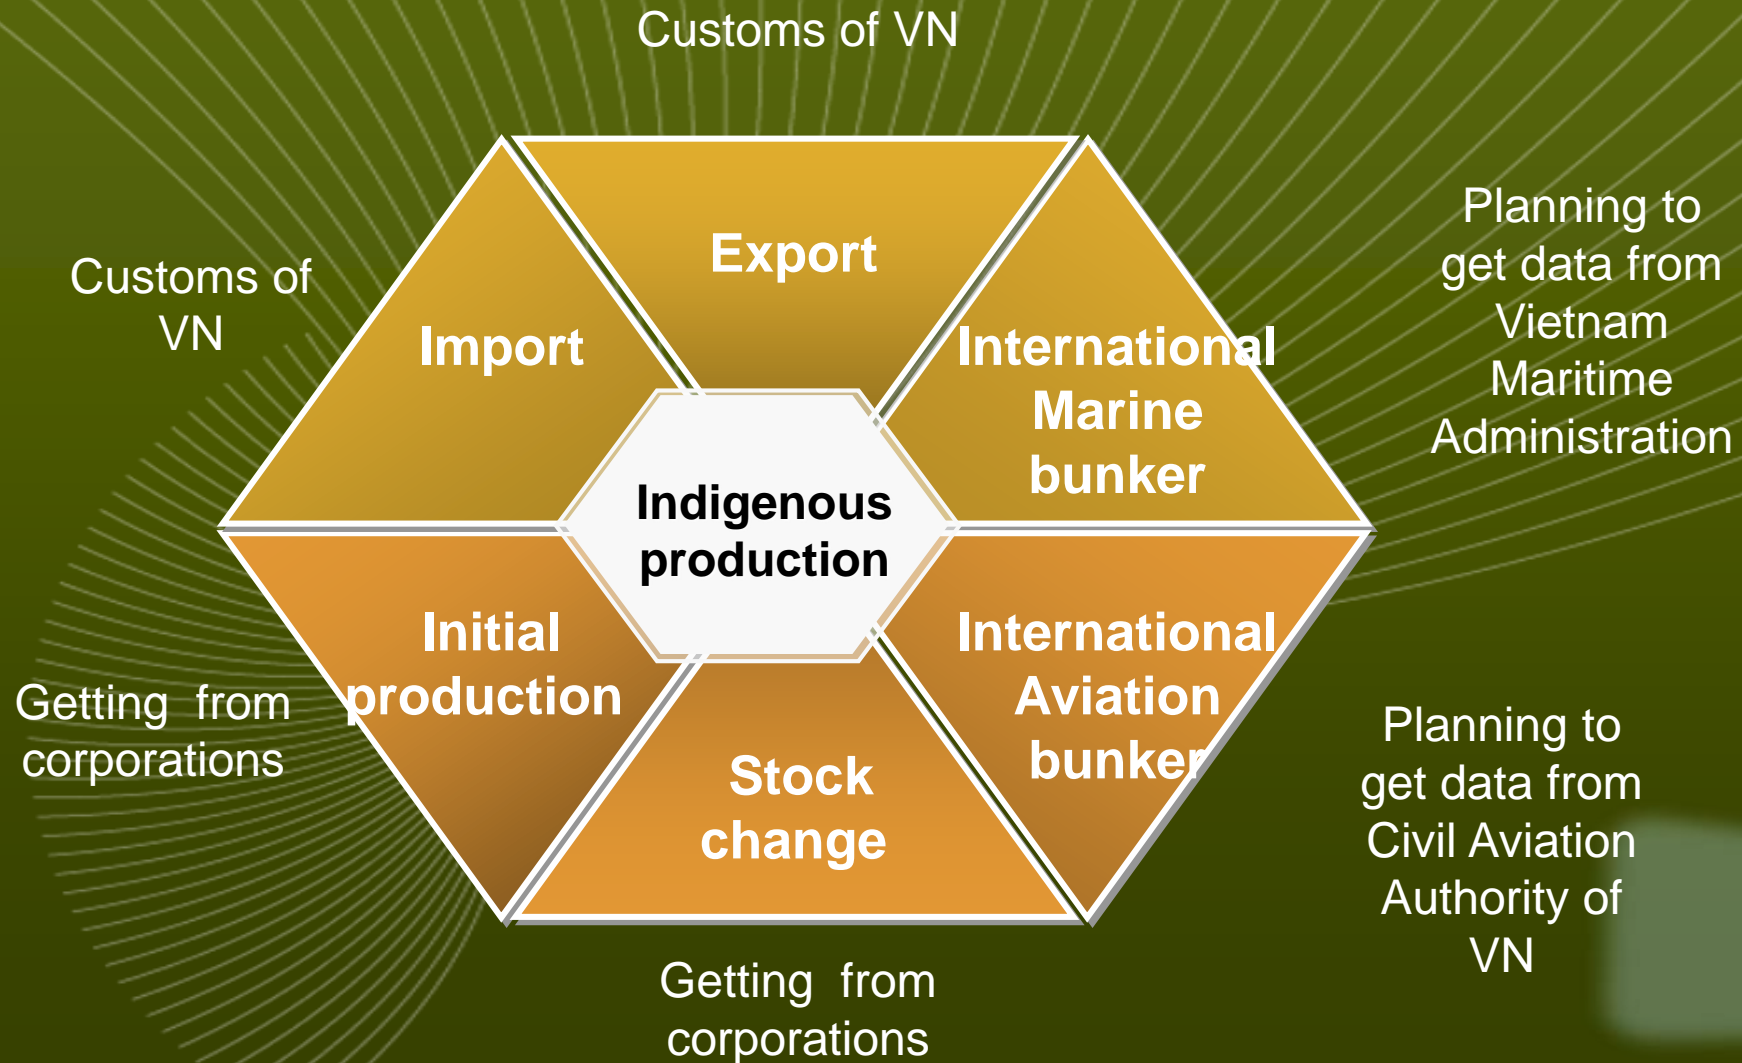 Customs of VN
Export
Customs of
VN
Import
International
Marine
bunker
Planning to
get data from
Vietnam
Maritime
Administration
Indigenous
production
Initial
production
Getting from
corporations
Stock
change
Getting from
corporations
International
Aviation
bunker
Planning to
get data from
Civil Aviation
Authority of
VN